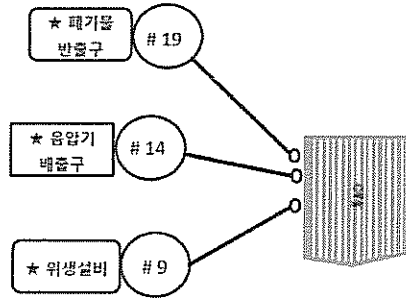 ★ 폐기물
반출구
# 19
★ 음압기
배출구
# 14
★ 위생설비
# 9